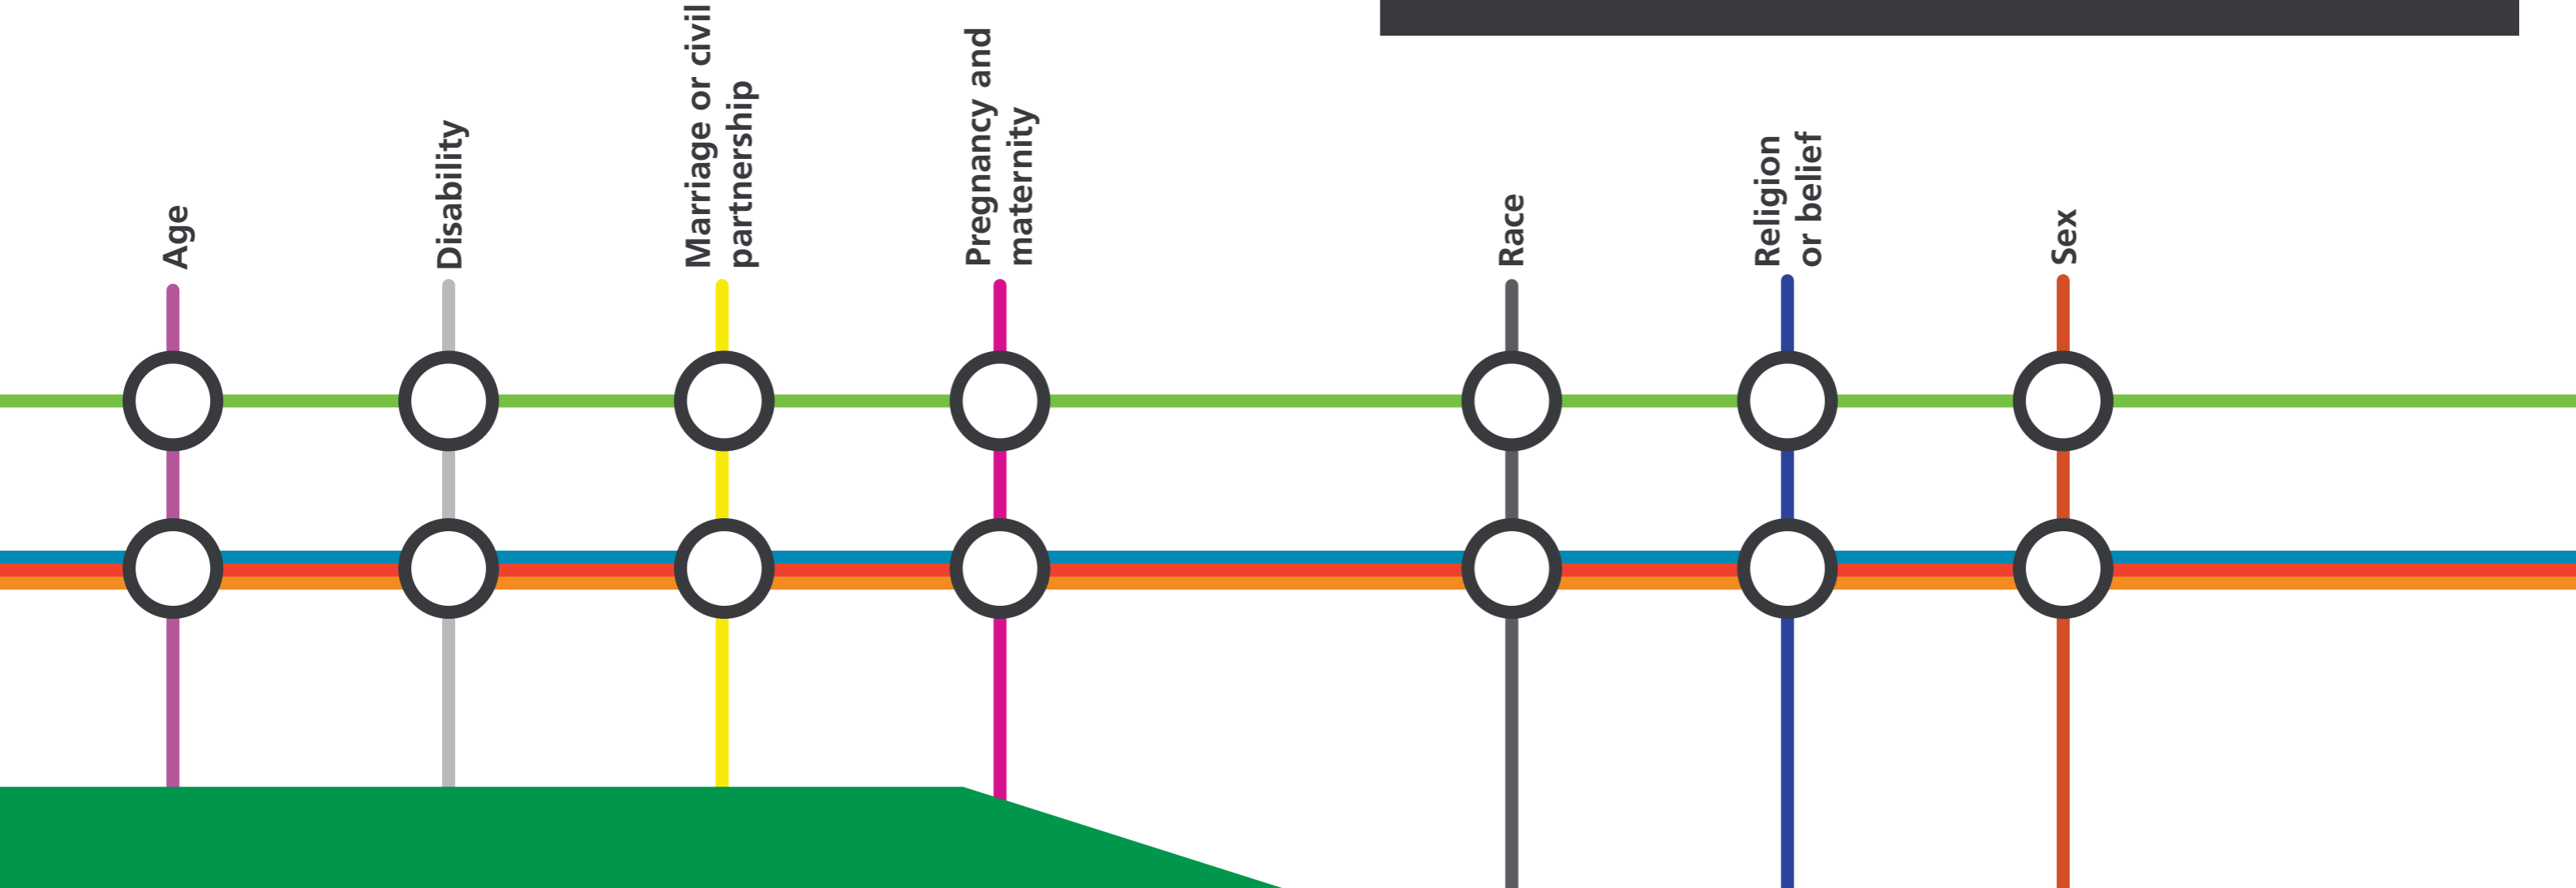 Age
Disability
Marriage or civil
partnership
Pregnancy and
maternity
Race
Religion
or belief
Sex